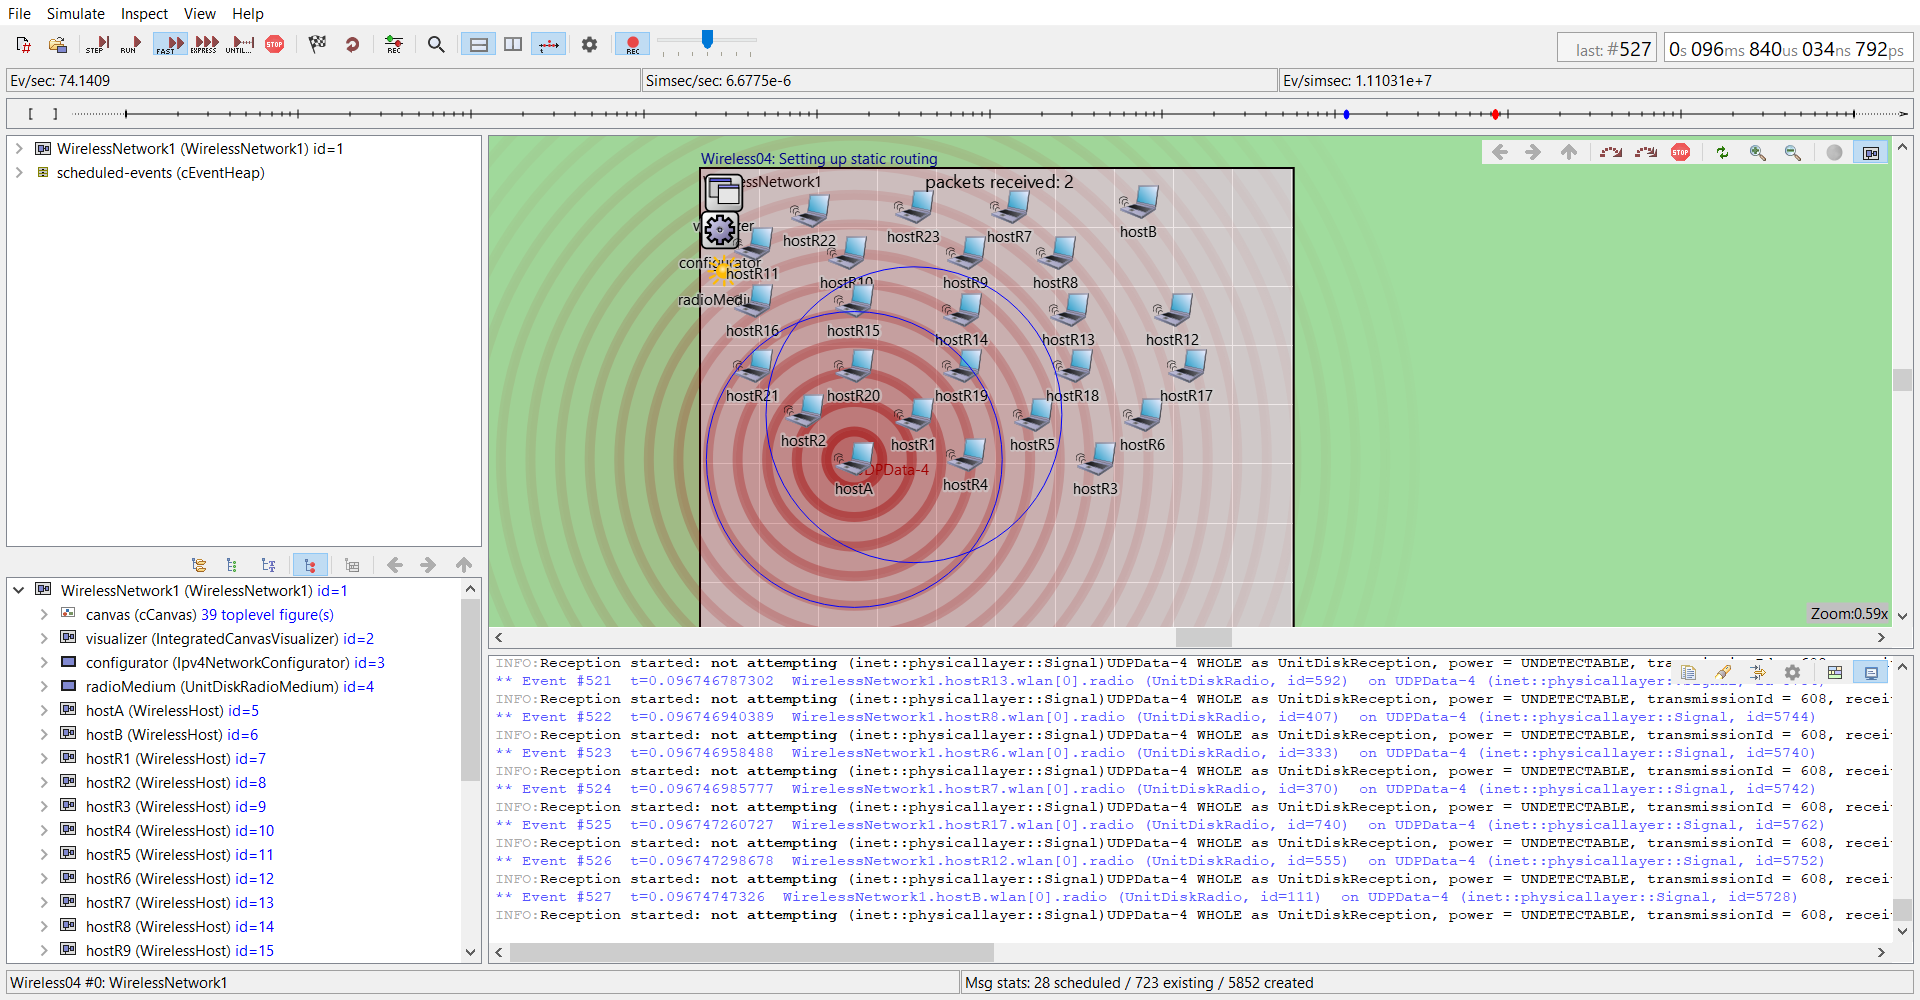 File Simulate Inspect View Help
STEP RUN FAST EXPRESS UNTIL... STOP REC REC
last: #527 0s 096ms 840us 034ns 792ps
Ev/sec: 74.1409 Simsec/sec: 6.6775e-6 Ev/simsec: 1.11031e+7
[ ]
WirelessNetwork1 (WirelessNetwork1) id=1
scheduled-events (cEventHeap)
WirelessNetwork1 (WirelessNetwork1) id=1
canvas (cCanvas) 39 toplevel figure(s)
visualizer (IntegratedCanvasVisualizer) id=2
configurator (Ipv4NetworkConfigurator) id=3
radioMedium (UnitDiskRadioMedium) id=4
hostA (WirelessHost) id=5
hostB (WirelessHost) id=6
hostR1 (WirelessHost) id=7
hostR2 (WirelessHost) id=8
hostR3 (WirelessHost) id=9
hostR4 (WirelessHost) id=10
hostR5 (WirelessHost) id=11
hostR6 (WirelessHost) id=12
hostR7 (WirelessHost) id=13
hostR8 (WirelessHost) id=14
hostR9 (WirelessHost) id=15
Wireless04: Setting up static routing
STOP
packets received: 2
hostR22 hostR23 hostR7 hostB
configurator
hostR11 hostR10 hostR9 hostR8
hostR16 hostR15 hostR14 hostR13 hostR12
hostR21 hostR20 hostR19 hostR18 hostR17
hostR2 hostR1 hostR5 hostR6
hostA hostR4 hostR3
Zoom:0.59x
INFO:Reception started: not attempting (inet::physicallayer::Signal)UDPData-4 WHOLE as UnitDiskReception, power = UNDETECTABLE,
** Event #521 t=0.096746787302 WirelessNetwork1.hostR13.wlan[0].radio (UnitDiskRadio, id=592) on UDPData-4 (inet::physicallayer::Signal,
INFO:Reception started: not attempting (inet::physicallayer::Signal)UDPData-4 WHOLE as UnitDiskReception, power = UNDETECTABLE, transmissionId = 608, recei
** Event #522 t=0.096746940389 WirelessNetwork1.hostR8.wlan[0].radio (UnitDiskRadio, id=407) on UDPData-4 (inet::physicallayer::Signal, id=5744)
INFO:Reception started: not attempting (inet::physicallayer::Signal)UDPData-4 WHOLE as UnitDiskReception, power = UNDETECTABLE, transmissionId = 608, recei
** Event #523 t=0.096746958488 WirelessNetwork1.hostR6.wlan[0].radio (UnitDiskRadio, id=333) on UDPData-4 (inet::physicallayer::Signal, id=5740)
INFO:Reception started: not attempting (inet::physicallayer::Signal)UDPData-4 WHOLE as UnitDiskReception, power = UNDETECTABLE, transmissionId = 608, recei
** Event #524 t=0.096746985777 WirelessNetwork1.hostR7.wlan[0].radio (UnitDiskRadio, id=370) on UDPData-4 (inet::physicallayer::Signal, id=5742)
INFO:Reception started: not attempting (inet::physicallayer::Signal)UDPData-4 WHOLE as UnitDiskReception, power = UNDETECTABLE, transmissionId = 608, recei
** Event #525 t=0.096747260727 WirelessNetwork1.hostR17.wlan[0].radio (UnitDiskRadio, id=740) on UDPData-4 (inet::physicallayer::Signal, id=5762)
INFO:Reception started: not attempting (inet::physicallayer::Signal)UDPData-4 WHOLE as UnitDiskReception, power = UNDETECTABLE, transmissionId = 608, recei
** Event #526 t=0.096747298678 WirelessNetwork1.hostR12.wlan[0].radio (UnitDiskRadio, id=555) on UDPData-4 (inet::physicallayer::Signal, id=5752)
INFO:Reception started: not attempting (inet::physicallayer::Signal)UDPData-4 WHOLE as UnitDiskReception, power = UNDETECTABLE, transmissionId = 608, recei
** Event #527 t=0.09674747326 WirelessNetwork1.hostB.wlan[0].radio (UnitDiskRadio, id=111) on UDPData-4 (inet::physicallayer::Signal, id=5728)
INFO:Reception started: not attempting (inet::physicallayer::Signal)UDPData-4 WHOLE as UnitDiskReception, power = UNDETECTABLE, transmissionId = 608, recei
Wireless04 #0: WirelessNetwork1 Msg stats: 28 scheduled / 723 existing / 5852 created